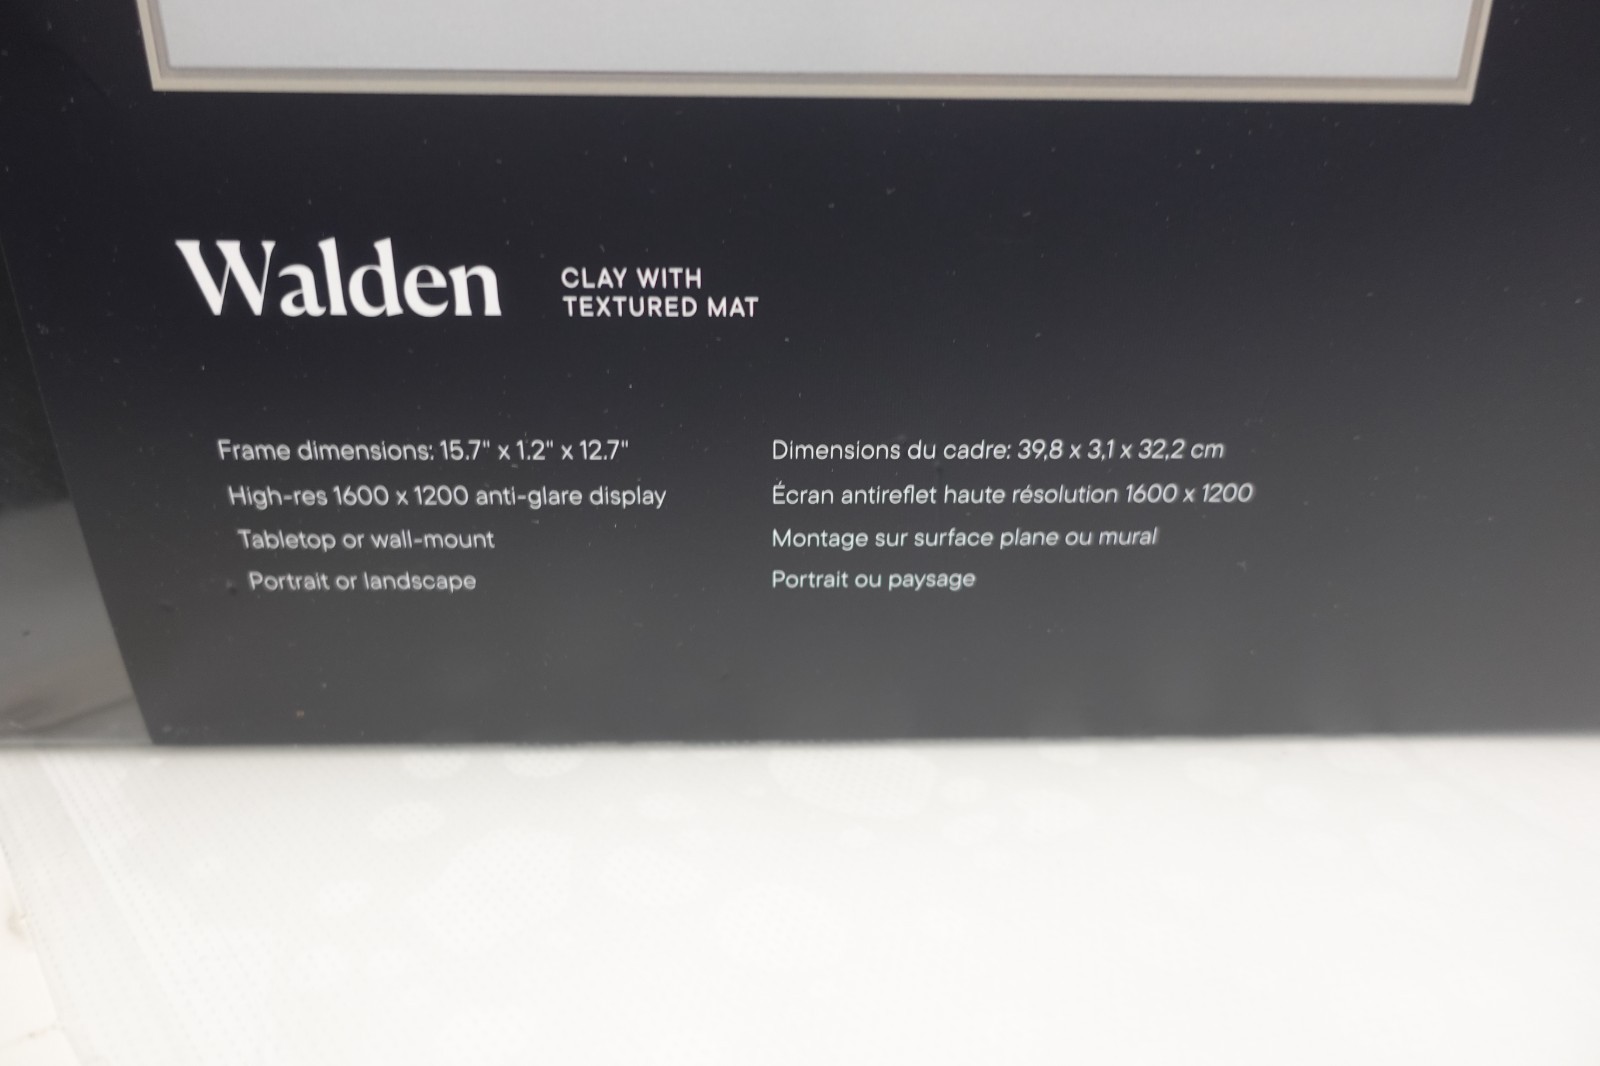 Walden
CLAY WITH
TEXTURED MAT
Frame dimensions: 15.7" x 1.2" x 12.7"
High-res 1600 x 1200 anti-glare display
Tabletop or wall-mount
Portrait or landscape
Dimensions du cadre: 39,8 x 3,1 x 32,2 cm
Écran antireflet haute résolution 1600 x 1200
Montage sur surface plane ou mural
Portrait ou paysage